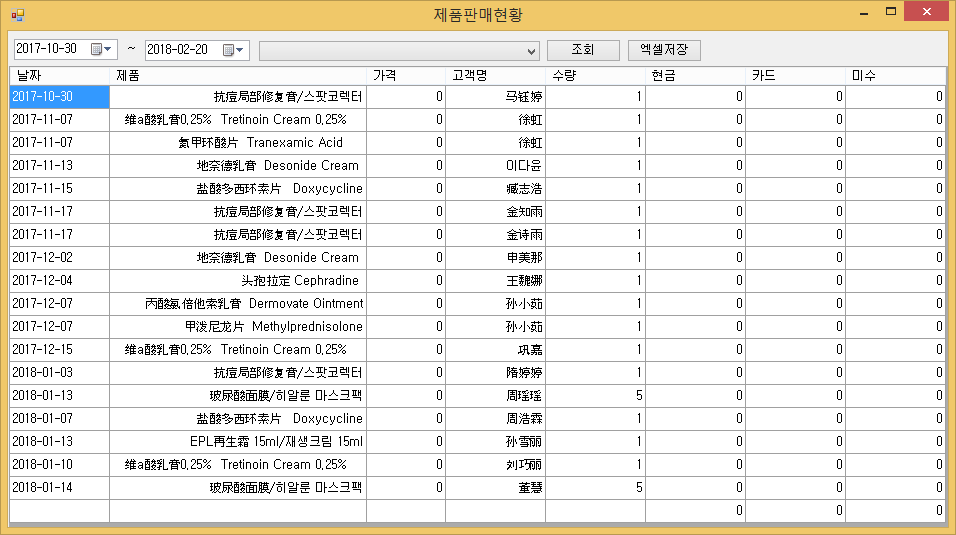 제품판매현황
2017-10-30 ~ 2018-02-20 조회 엑셀저장
날짜 제품 가격 고객명 수량 현금 카드 미수
2017-10-30 抗痘局部修复膏/스팟코렉터 0 马钰婷 1 0 0 0
2017-11-07 维a酸乳膏0.25% Tretinoin Cream 0.25% 0 徐虹 1 0 0 0
2017-11-07 氨甲环酸片 Tranexamic Acid 0 徐虹 1 0 0 0
2017-11-13 地奈德乳膏 Desonide Cream 0 이다윤 1 0 0 0
2017-11-15 盐酸多西环素片 Doxycycline 0 臧志浩 1 0 0 0
2017-11-17 抗痘局部修复膏/스팟코렉터 0 金知雨 1 0 0 0
2017-11-17 抗痘局部修复膏/스팟코렉터 0 金诗雨 1 0 0 0
2017-12-02 地奈德乳膏 Desonide Cream 0 申美那 1 0 0 0
2017-12-04 头孢拉定 Cephradine 0 王魏娜 1 0 0 0
2017-12-07 丙酸氯倍他索乳膏 Dermovate Ointment 0 孙小茹 1 0 0 0
2017-12-07 甲泼尼龙片 Methylprednisolone 0 孙小茹 1 0 0 0
2017-12-15 维a酸乳膏0.25% Tretinoin Cream 0.25% 0 巩嘉 1 0 0 0
2018-01-03 抗痘局部修复膏/스팟코렉터 0 隋婷婷 1 0 0 0
2018-01-13 玻尿酸面膜/히알룬 마스크팩 0 周瑶瑶 5 0 0 0
2018-01-07 盐酸多西环素片 Doxycycline 0 周浩霖 1 0 0 0
2018-01-13 EPL再生霜 15ml/재생크림 15ml 0 孙雪丽 1 0 0 0
2018-01-10 维a酸乳膏0.25% Tretinoin Cream 0.25% 0 刘巧丽 1 0 0 0
2018-01-14 玻尿酸面膜/히알룬 마스크팩 0 董慧 5 0 0 0
0 0 0